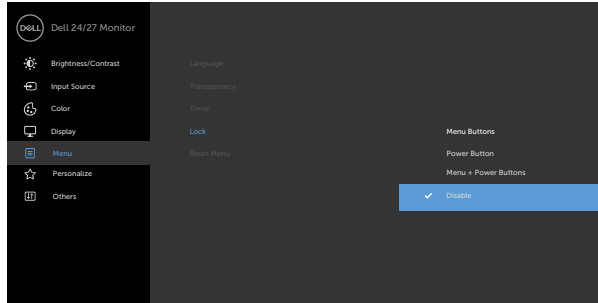 DELL
Dell 24/27 Monitor
Brightness/Contrast
Input Source
Color
Display
Menu
Personalize
Others
Language
Transparency
Timer
Lock
Reset Menu
Menu Buttons
Power Button
Menu + Power Buttons
Disable